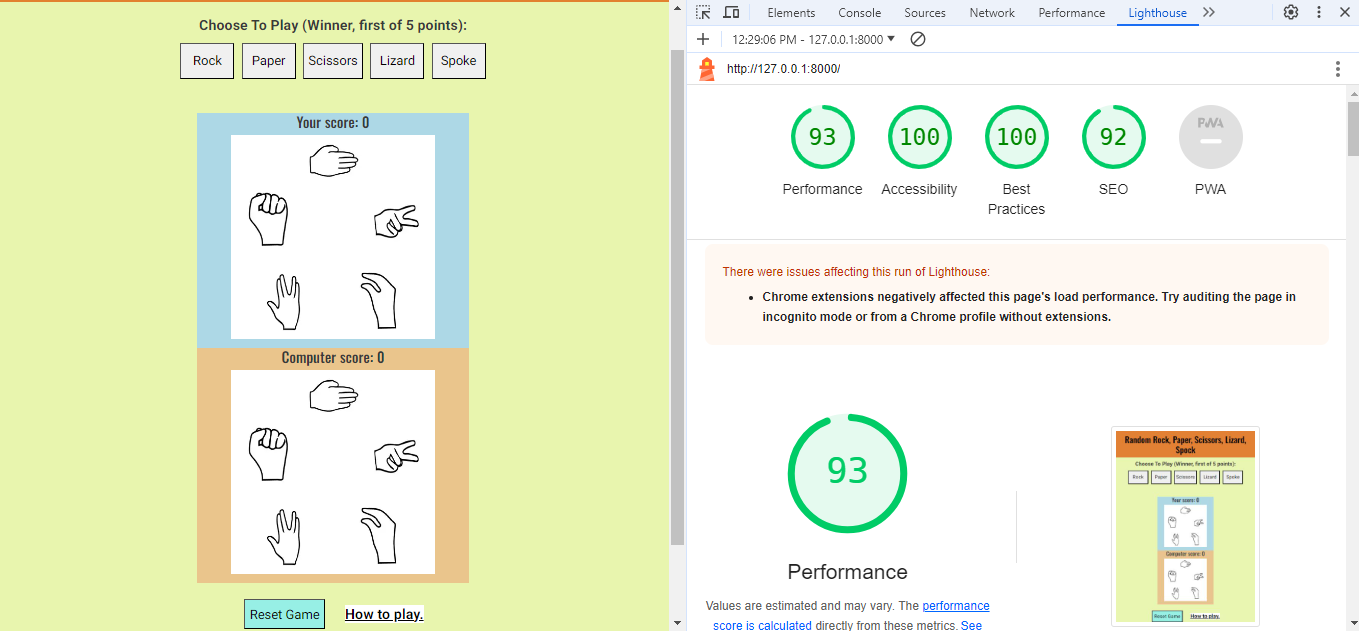 Choose To Play (Winner, first of 5 points):
Rock Paper Scissors Lizard Spoke
Your score: 0
Computer score: 0
Reset Game How to play.
Elements Console Sources Network Performance Lighthouse
12:29:06 PM - 127.0.0.1:8000
http://127.0.0.1:8000/
93 100 100 92 PWA
Performance Accessibility Best Practices SEO PWA
There were issues affecting this run of Lighthouse:
Chrome extensions negatively affected this page's load performance. Try auditing the page in
incognito mode or from a Chrome profile without extensions.
93
Performance
Values are estimated and may vary. The performance
score is calculated directly from these metrics. See
Random Rock, Paper, Scissors, Lizard,
Spock
Choose To Play (Winner, first of 5 points):
Rock Paper Scissors Lizard Spoke
Your score: 0
Computer score: 0
Reset Game How to play.